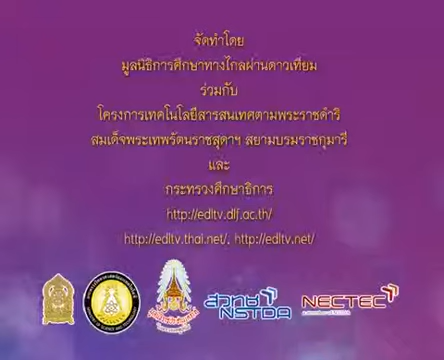 จัดทำโดย
มูลนิธิการศึกษาทางไกลผ่านดาวเทียม
ร่วมกับ
โครงการเทคโนโลยีสารสนเทศตามพระราชดำริ
สมเด็จพระเทพรัตนราชสุดาฯ สยามบรมราชกุมารี
และ
กระทรวงศึกษาธิการ
http://edltv.dlf.ac.th/
http://edltv.thai.net/, http://edltv.net/
สวทช NECTEC
NSTDA